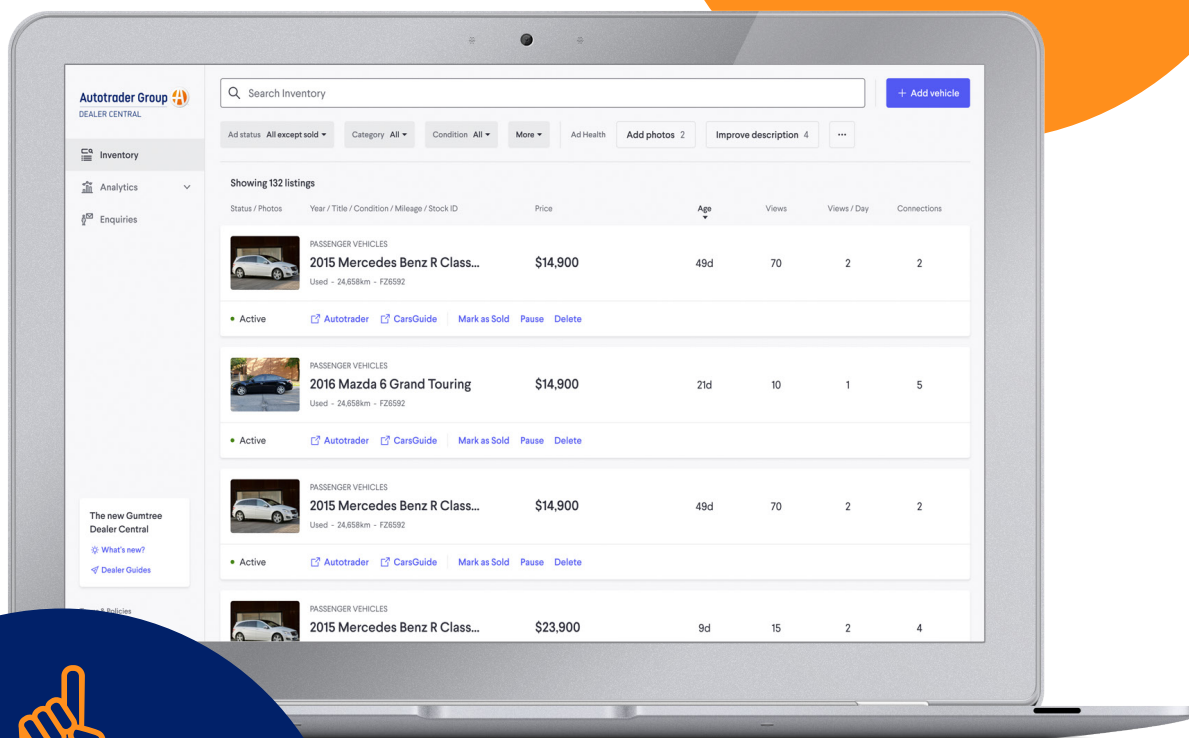 Autotrader Group
DEALER CENTRAL
Search Inventory
+ Add vehicle
Ad status All except sold Category All Condition All More Ad Health Add photos 2 Improve description 4 ...
Inventory
Analytics
Enquiries
Showing 132 listings
Status / Photos Year / Title / Condition / Mileage / Stock ID Price Age Views Views / Day Connections
PASSENGER VEHICLES
2015 Mercedes Benz R Class... $14,900 49d 70 2 2
Used - 24,658km - FZ6592
Active Autotrader CarsGuide Mark as Sold Pause Delete
PASSENGER VEHICLES
2016 Mazda 6 Grand Touring $14,900 21d 10 1 5
Used - 24,658km - FZ6592
Active Autotrader CarsGuide Mark as Sold Pause Delete
PASSENGER VEHICLES
2015 Mercedes Benz R Class... $14,900 49d 70 2 2
Used - 24,658km - FZ6592
Active Autotrader CarsGuide Mark as Sold Pause Delete
PASSENGER VEHICLES
2015 Mercedes Benz R Class... $23,900 9d 15 2 4
The new Gumtree
Dealer Central
What's new?
Dealer Guides
& Policies